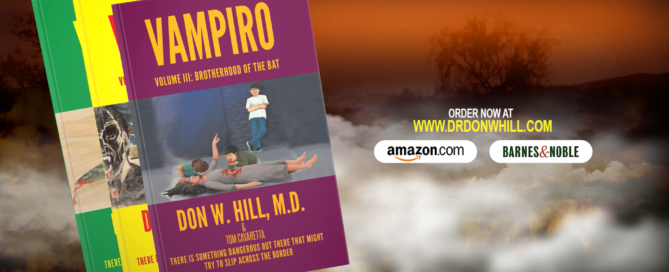 VAMPIRO
VOLUME III: BROTHERHOOD OF THE BAT
DON W. HILL, M.D.
&
TOM CAVARETTA
THERE IS SOMETHING DANGEROUS OUT THERE THAT MIGHT
TRY TO SLIP ACROSS THE BORDER
ORDER NOW AT
WWW.DRDONWHILL.COM
amazon.com
BARNES&NOBLE